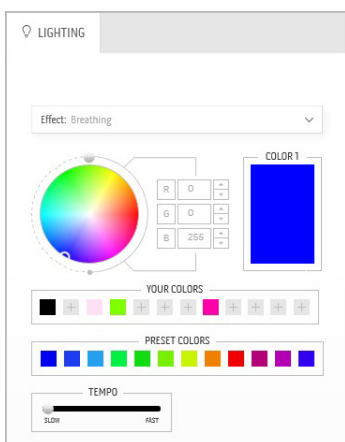 LIGHTING
Effect: Breathing
COLOR 1
R 0
G 0
B 255
YOUR COLORS
PRESET COLORS
TEMPO
SLOW FAST